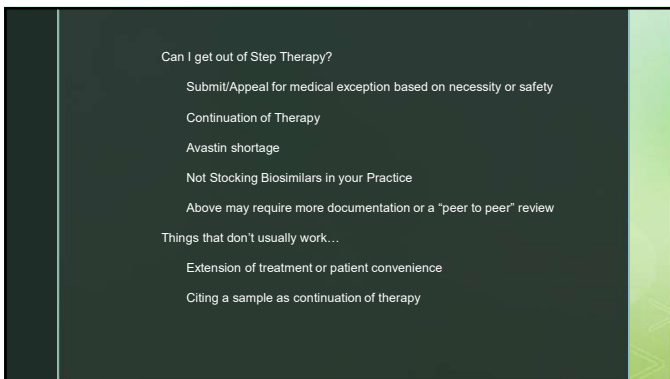 Can I get out of Step Therapy?
Submit/Appeal for medical exception based on necessity or safety
Continuation of Therapy
Avastin shortage
Not Stocking Biosimilars in your Practice
Above may require more documentation or a “peer to peer” review
Things that don’t usually work…
Extension of treatment or patient convenience
Citing a sample as continuation of therapy